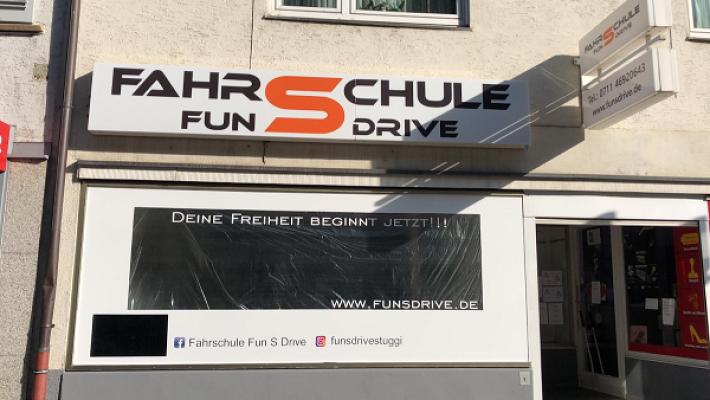 FAHRSCHULE
FUN S DRIVE
FAHRSCHULE
FUN S DRIVE
Tel.: 0711 46920643
www.funsdrive.de
DEINE FREIHEIT BEGINNT JETZT!!!
WWW.FUNSDRIVE.DE
Fahrschule Fun S Drive
funsdrivestuggi